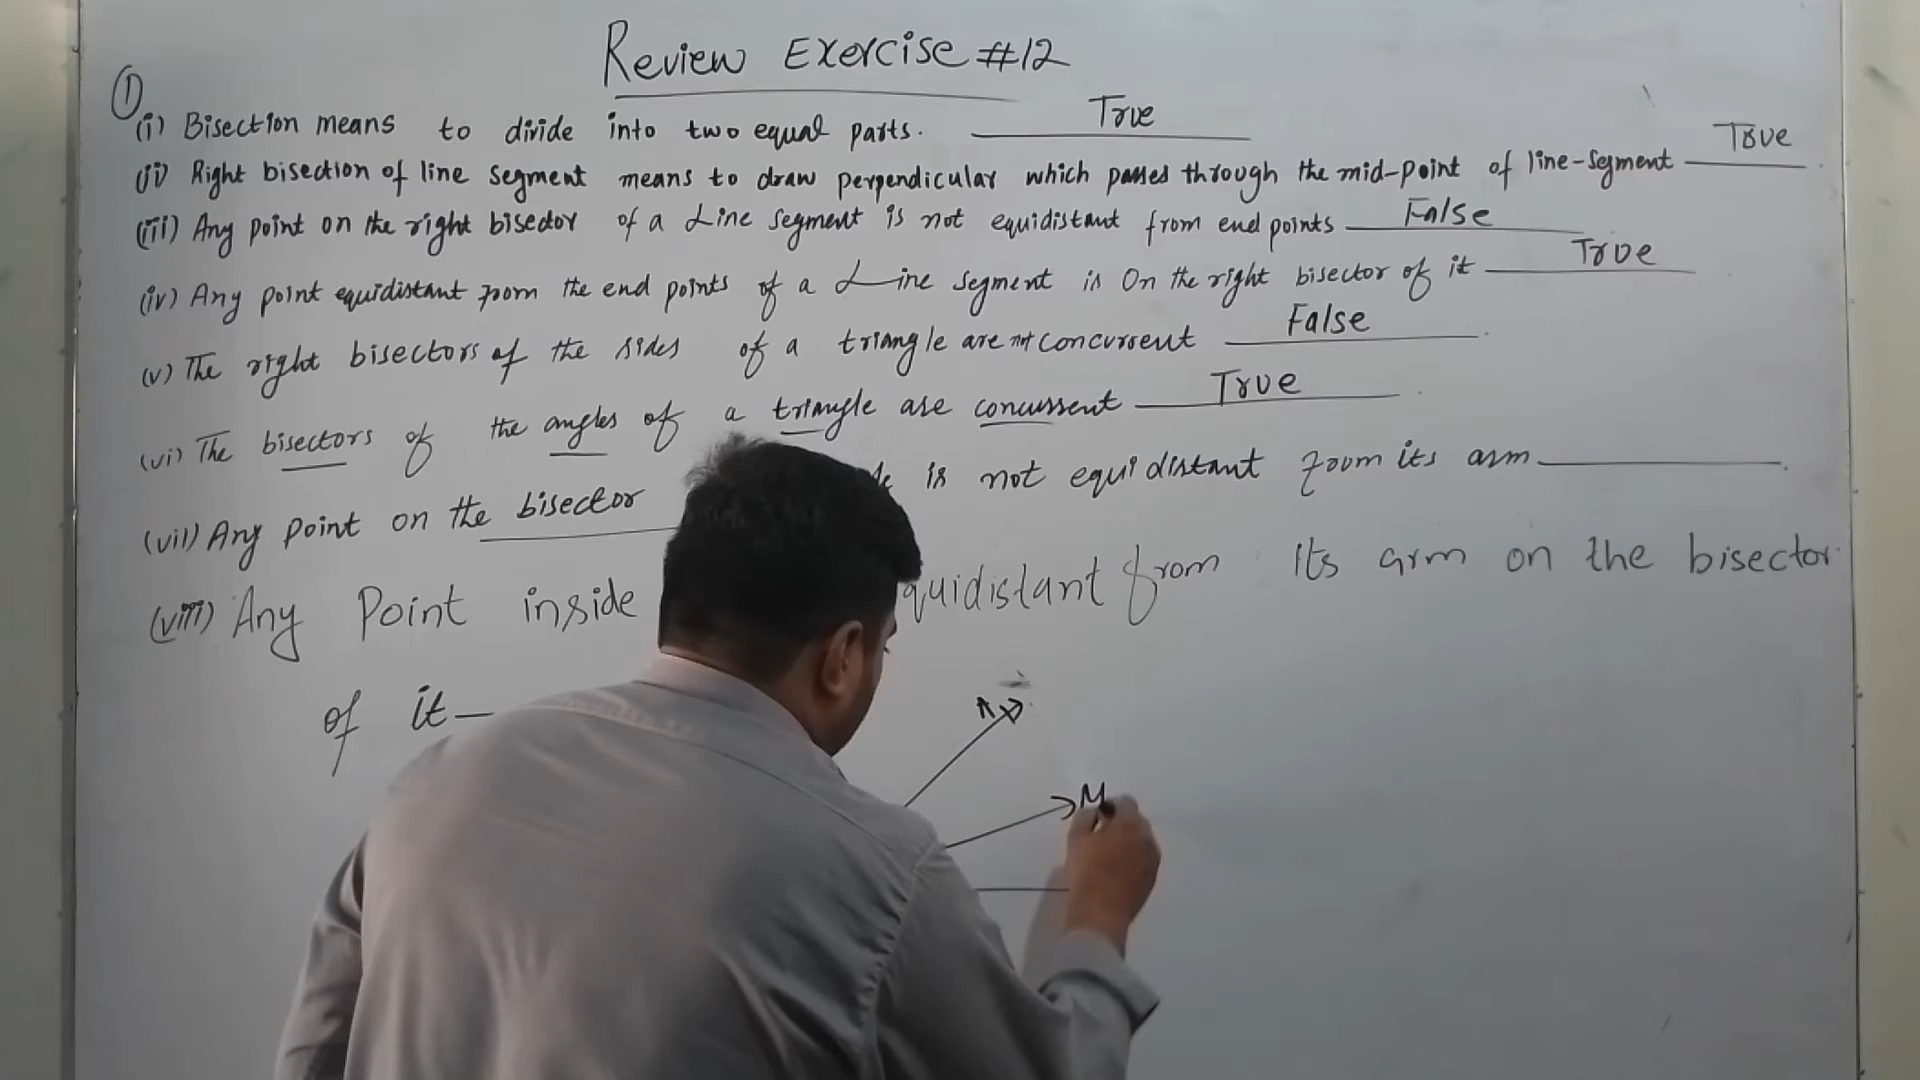 Review Exercise #12
①
(i) Bisection means to divide into two equal parts. True
(ii) Right bisection of line segment means to draw perpendicular which passes through the mid-point of line-segment True
(iii) Any point on the right bisector of a Line segment is not equidistant from end points False
(iv) Any point equidistant from the end points of a Line segment is on the right bisector of it True
(v) The right bisectors of the sides of a triangle are not concurrent False
(vi) The bisectors of the angles of a triangle are concurrent True
(vii) Any point on the bisector is not equidistant from its arm
(viii) Any Point inside quidistant from its arm on the bisector
of it
A
M